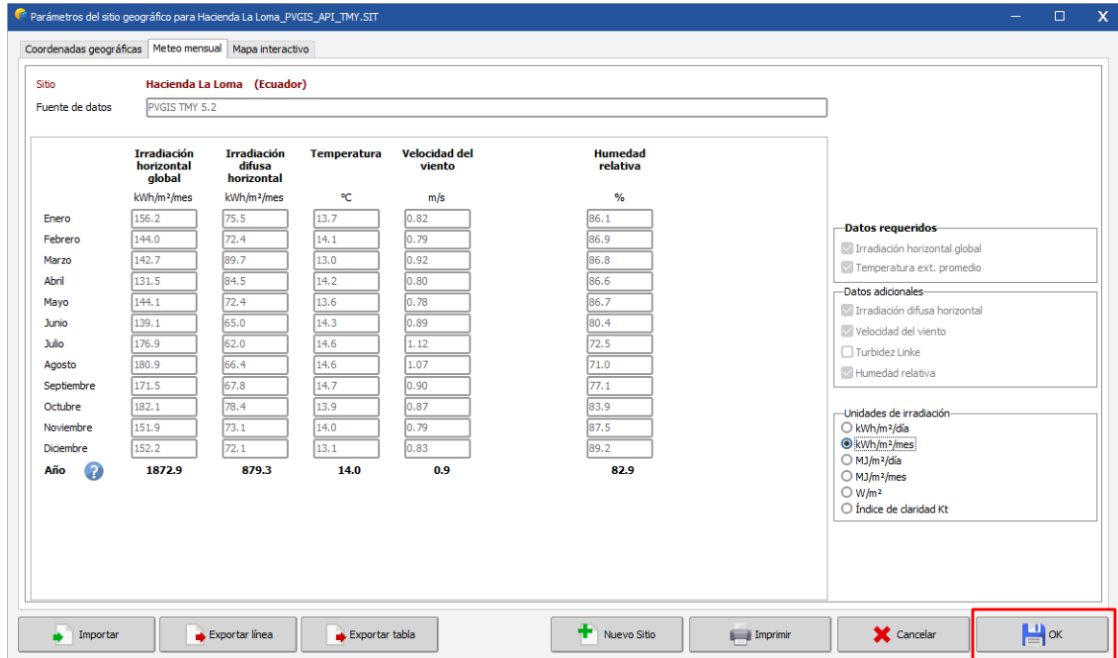 Parámetros del sitio geográfico para Hacienda La Loma_PVGIS_API_TMY.SIT
Coordenadas geográficas Meteo mensual Mapa interactivo
Sitio Hacienda La Loma (Ecuador)
Fuente de datos PVGIS TMY 5.2
Irradiación horizontal global Irradiación difusa horizontal Temperatura Velocidad del viento Humedad relativa
kWh/m²/mes kWh/m²/mes ºC m/s %
Enero 156.2 75.5 13.7 0.82 86.1
Febrero 144.0 72.4 14.1 0.79 86.9
Marzo 142.7 89.7 13.0 0.92 86.8
Abril 131.5 84.5 14.2 0.80 86.6
Mayo 144.1 72.4 13.6 0.78 86.7
Junio 139.1 65.0 14.3 0.89 80.4
Julio 176.9 62.0 14.6 1.12 72.5
Agosto 180.9 66.4 14.6 1.07 71.0
Septiembre 171.5 67.8 14.7 0.90 77.1
Octubre 182.1 78.4 13.9 0.87 83.9
Noviembre 151.9 73.1 14.0 0.79 87.5
Diciembre 152.2 72.1 13.1 0.83 89.2
Año ? 1872.9 879.3 14.0 0.9 82.9
Datos requeridos
Irradiación horizontal global
Temperatura ext. promedio
Datos adicionales
Irradiación difusa horizontal
Velocidad del viento
Turbidez Linke
Humedad relativa
Unidades de irradiación
kWh/m²/día
kWh/m²/mes
MJ/m²/día
MJ/m²/mes
W/m²
Índice de claridad Kt
Importar Exportar línea Exportar tabla Nuevo Sitio Imprimir Cancelar OK